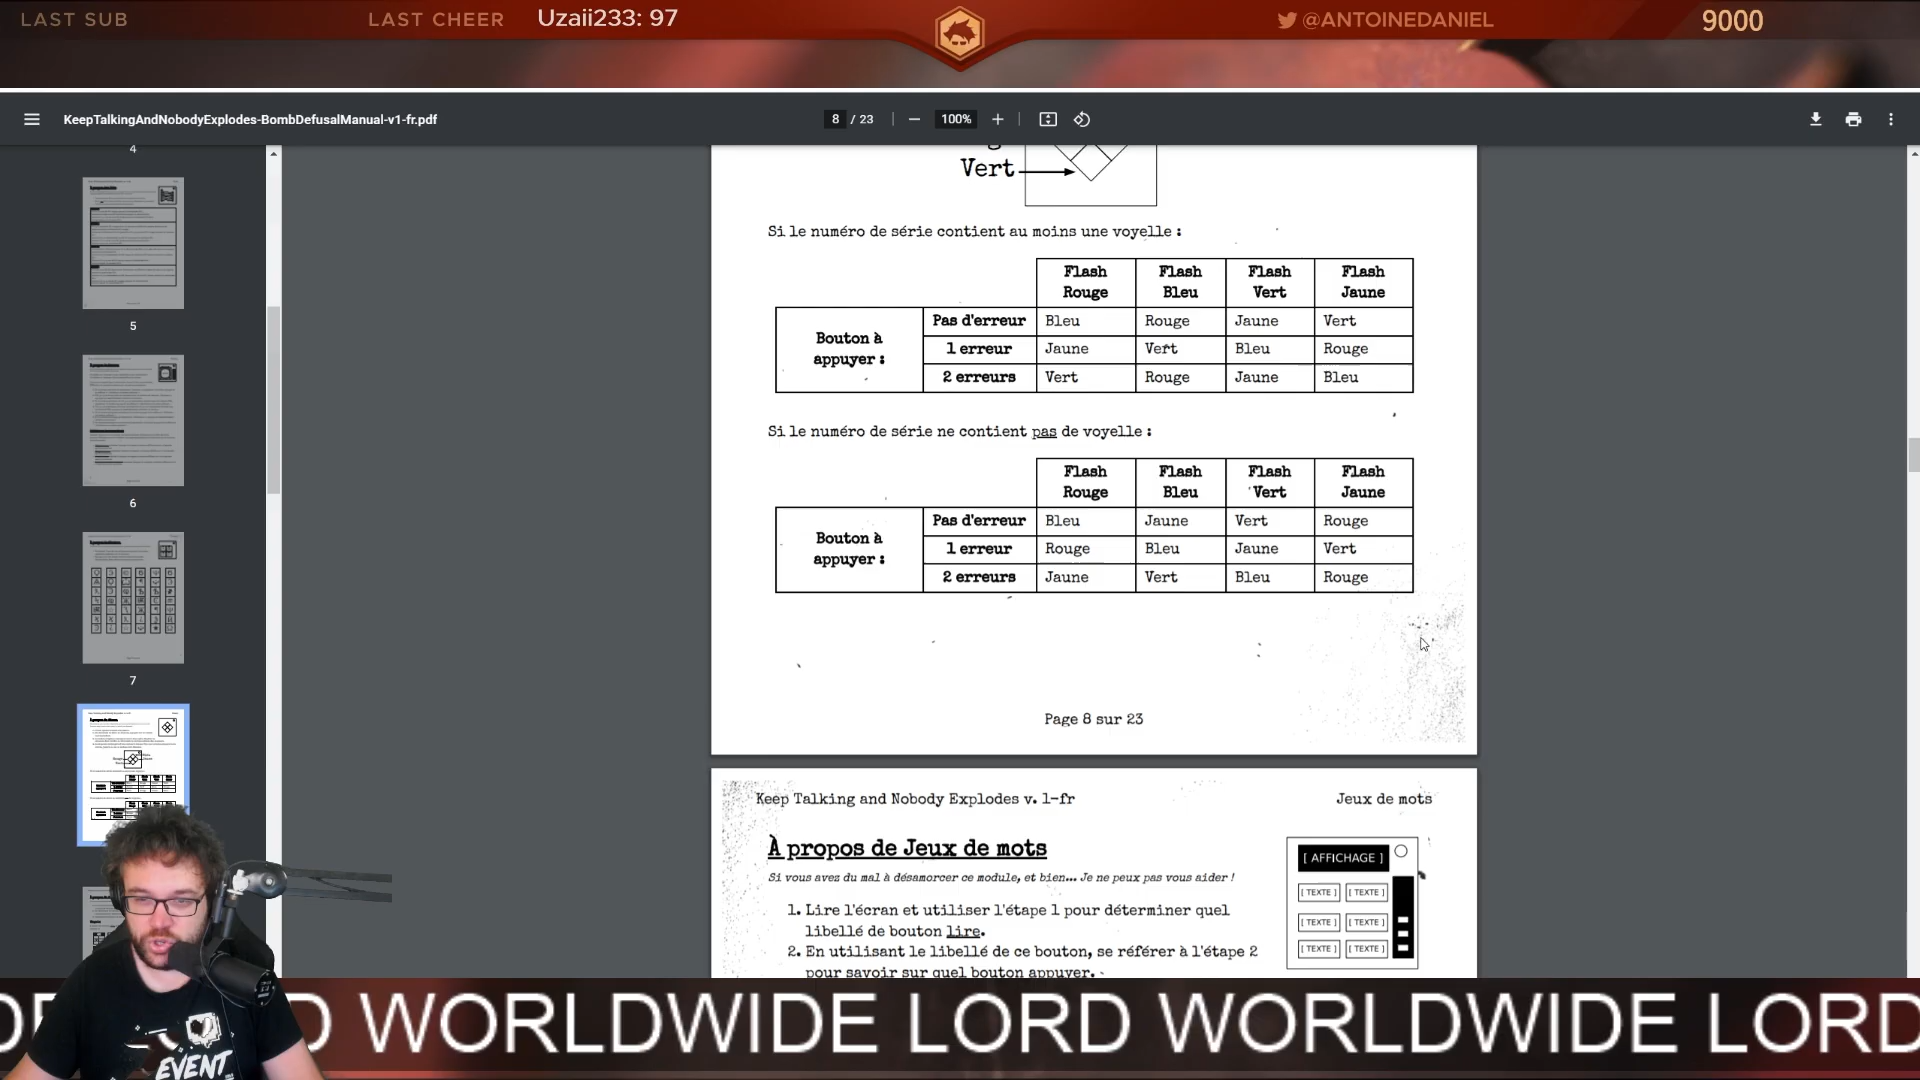 LAST SUB
LAST CHEER
Uzaii233: 97
@ANTOINEDANIEL
9000
KeepTalkingAndNobodyExplodes-BombDefusalManual-v1-fr.pdf
8 / 23
100%
4
5
6
7
Vert
Si le numéro de série contient au moins une voyelle :
Flash Rouge Flash Bleu Flash Vert Flash Jaune
Bouton à appuyer :
Pas d'erreur Bleu Rouge Jaune Vert
1 erreur Jaune Vert Bleu Rouge
2 erreurs Vert Rouge Jaune Bleu
Si le numéro de série ne contient pas de voyelle :
Flash Rouge Flash Bleu Flash Vert Flash Jaune
Bouton à appuyer :
Pas d'erreur Bleu Jaune Vert Rouge
1 erreur Rouge Bleu Jaune Vert
2 erreurs Jaune Vert Bleu Rouge
Page 8 sur 23
Keep Talking and Nobody Explodes v. 1-fr
Jeux de mots
À propos de Jeux de mots
Si vous avez du mal à désamorcer ce module, et bien... Je ne peux pas vous aider !
1. Lire l'écran et utiliser l'étape 1 pour déterminer quel
libellé de bouton lire.
2. En utilisant le libellé de ce bouton, se référer à l'étape 2
pour savoir sur quel bouton appuyer.
[ AFFICHAGE ]
[ TEXTE ] [ TEXTE ]
[ TEXTE ] [ TEXTE ]
[ TEXTE ] [ TEXTE ]
EVENT
D WORLDWIDE LORD WORLDWIDE LORD